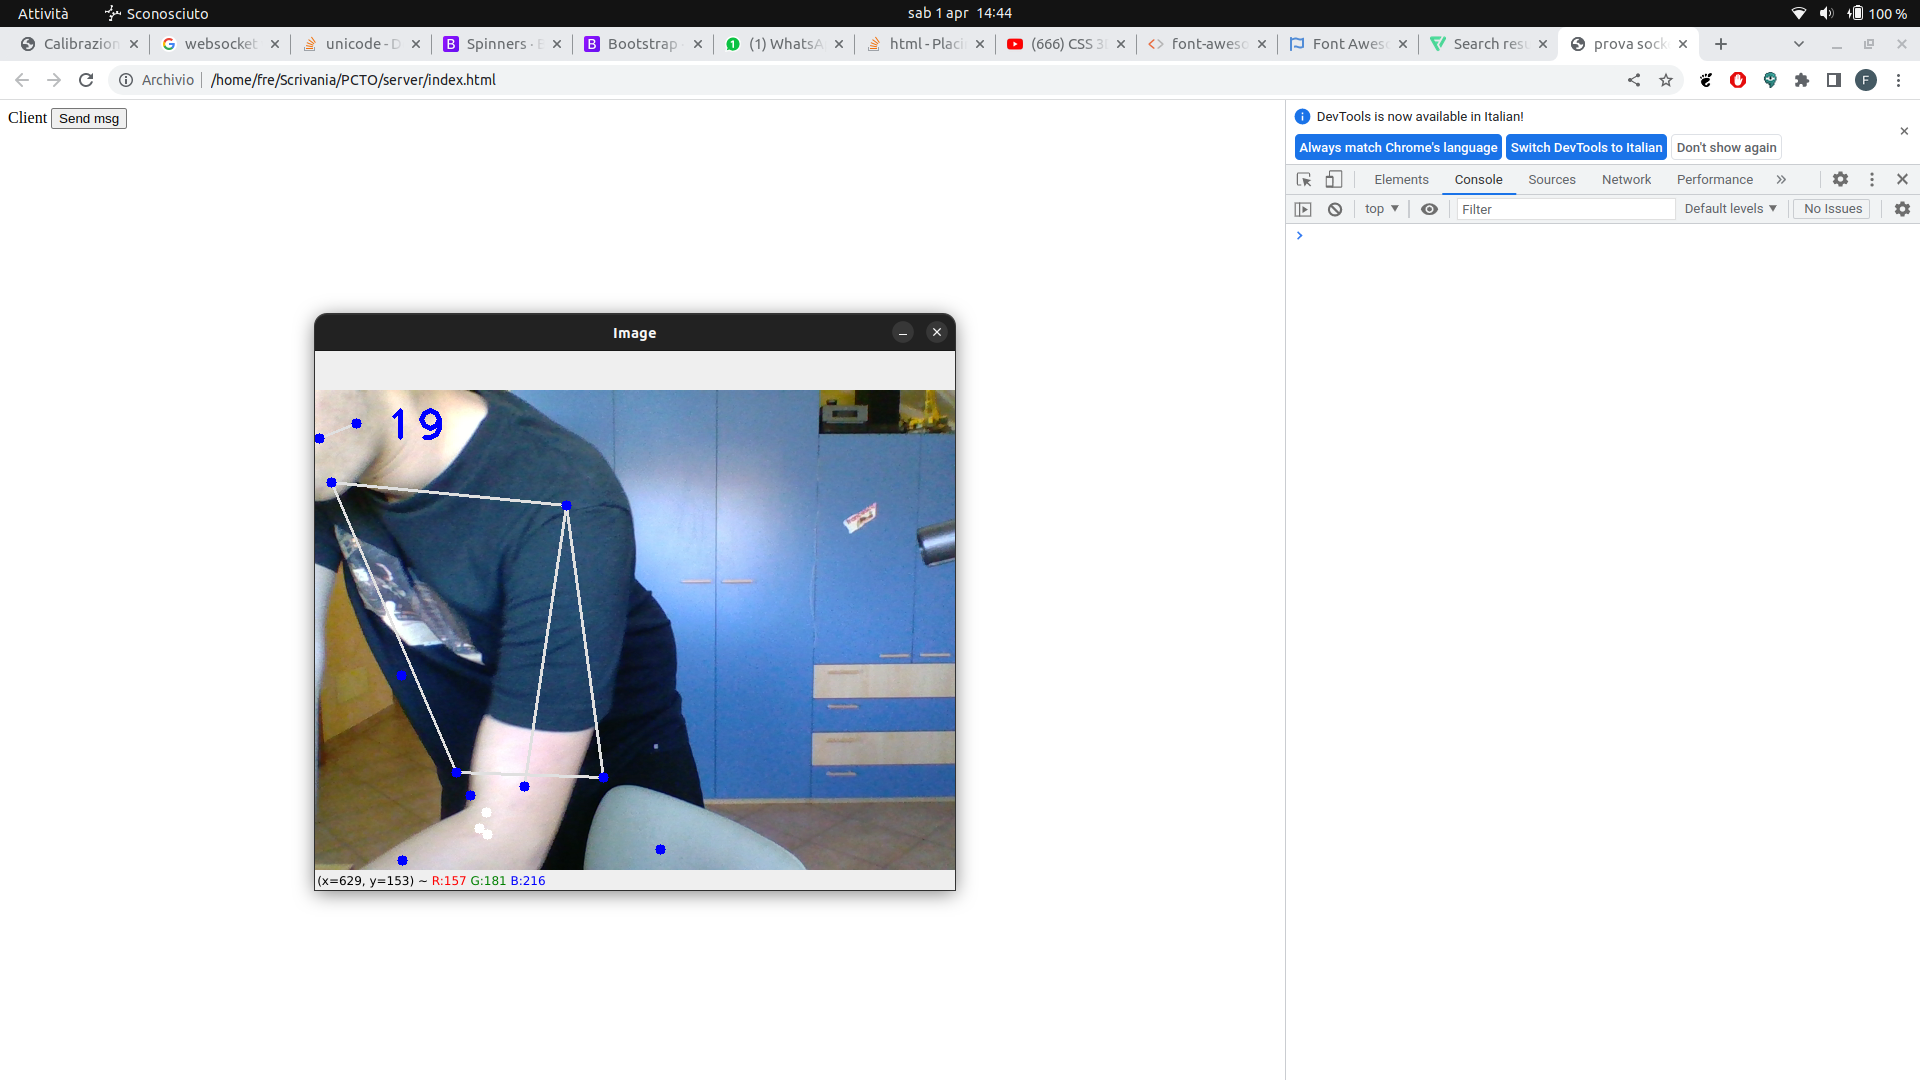 Attività Sconosciuto sab 1 apr 14:44 100 %
Calibrazion websocket unicode - D Spinners · B Bootstrap · (1) WhatsA html - Placi (666) CSS 3 font-aweso Font Awes Search resu prova sock
Archivio /home/fre/Scrivania/PCTO/server/index.html F
Client Send msg
DevTools is now available in Italian!
Always match Chrome's language Switch DevTools to Italian Don't show again
Elements Console Sources Network Performance
top Filter Default levels No Issues
Image
19
(x=629, y=153) ~ R:157 G:181 B:216